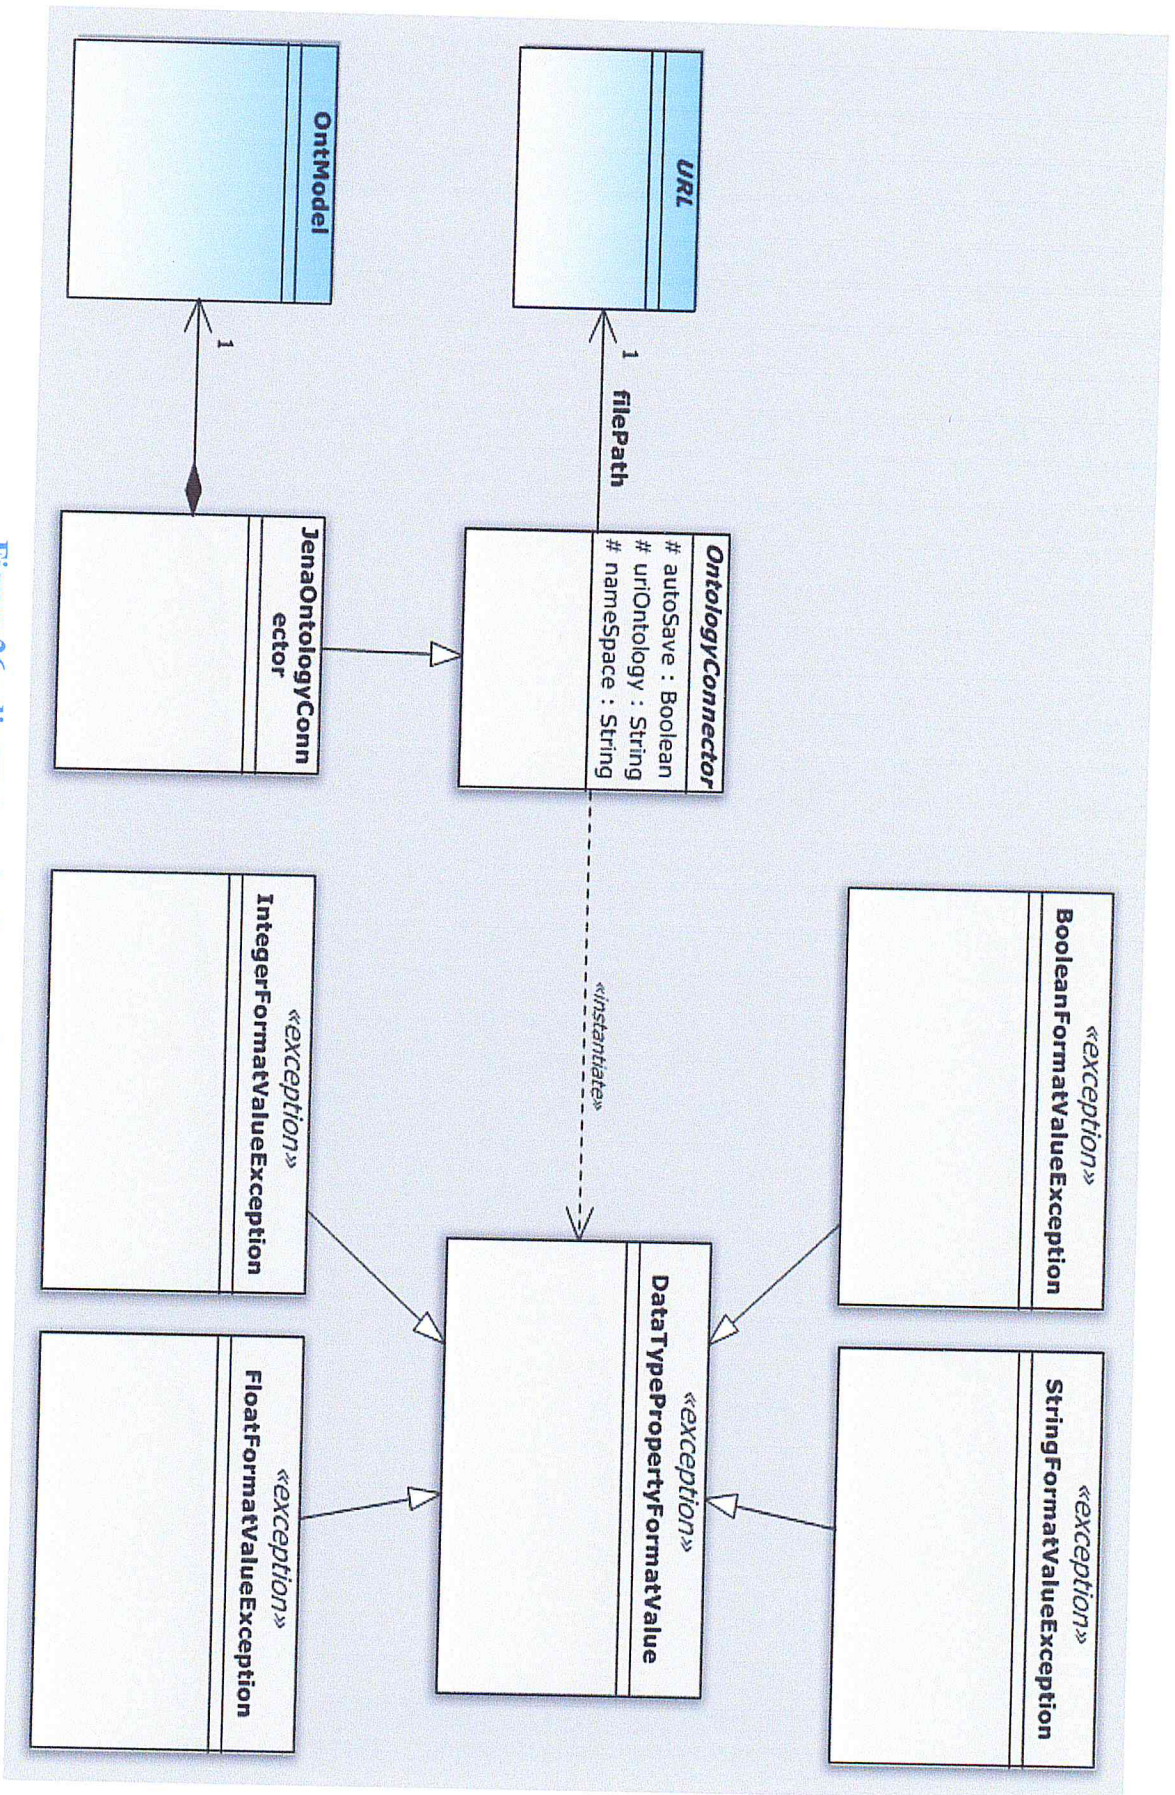 «exception»
BooleanFormatValueException
«exception»
StringFormatValueException
URL
1
filePath
OntologyConnector
# autoSave : Boolean
# uriOntology : String
# nameSpace : String
«instantiate»
«exception»
DataTypePropertyFormatValue
OntModel
1
JenaOntologyConn
ector
«exception»
IntegerFormatValueException
«exception»
FloatFormatValueException